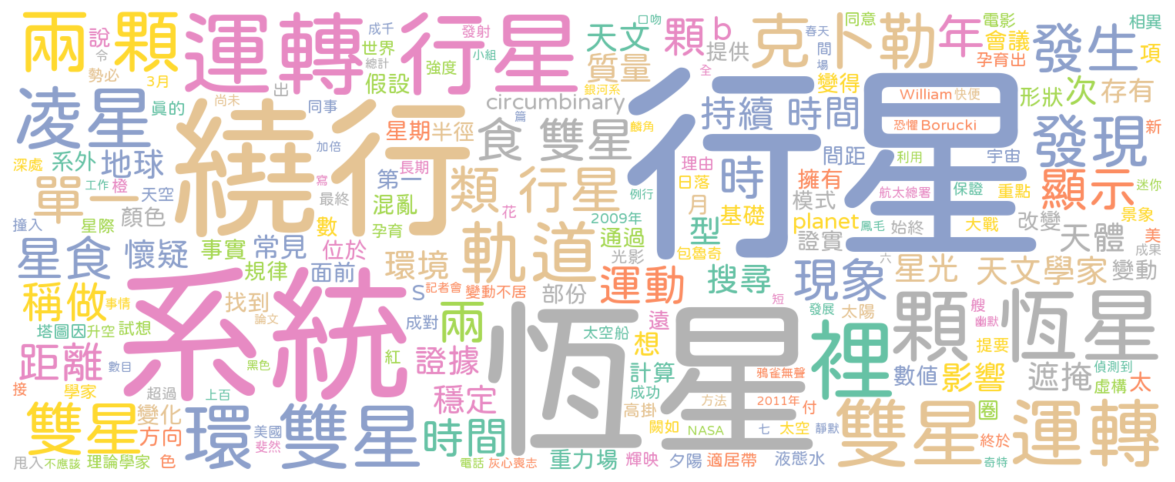 兩 顆
運轉 行星
發射
小組
成千
世界
總計
假設
強度
說
令
勢必
3月
天文
質量
口吻
顆 b
提供
克卜勒
春天
間
場
年
同意
電影
會議
孕育出
發生
相異
項
銀河系
變得
全
凌星
尚未
出
同事
真的
繞行
加倍
篇
circumbinary
麟角
星期
半徑
食 雙星
行星
持續 時間
William 快便
恐懼 Borucki
形狀
次
存有
發現
新
間距
利用
宇宙
深處
系外
地球
單一
工作
橙
天空
顏色
最終
寫
長期
第一
混亂
類 行星
例行
理由
日落
月
時
擁有
模式
航太總署
保證
重點
顯示
迷你
景象
撞入
星際
數
孕育
花
2009年
通過
光影
型
基礎
包魯奇
planet
證實
鳳毛
始終
大戰
改變
天體
美
成果
星食
懷疑
事實
常見
位於
規律
面前
環境
軌道
運動
搜尋
現象
六
星光
天文學家
變動
稱做
事情
系統
找到
S
記者會
變動不居
部份
遠
短
發展
太陽
艘
幽默
塔圖因
升空
試想
論文
成對
兩
太空船
恆星
想
裡
顆 恆星
距離
數目
黑色
紅
證據
計算
成功
鴉雀無聲
數值
影響
提要
遮掩
偵測到
虛構
太
接
學家
超過
上百
穩定
高掛
方法
2011年
付
圈
雙星
變化
方向
環 雙星
美國
斐然
時間
闕如
NASA
七
太空
靜默
雙星 運轉
終於
甩入
不應該
理論學家
色
電話
灰心喪志
重力場
輝映
夕陽
適居帶
液態水
奇特